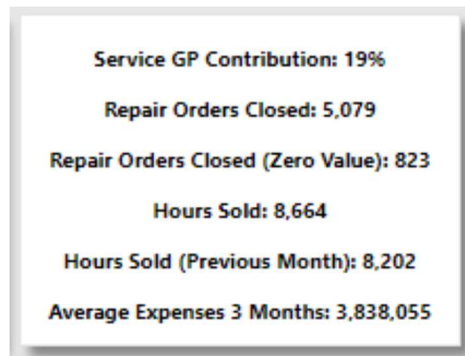 Service GP Contribution: 19%
Repair Orders Closed: 5,079
Repair Orders Closed (Zero Value): 823
Hours Sold: 8,664
Hours Sold (Previous Month): 8,202
Average Expenses 3 Months: 3,838,055